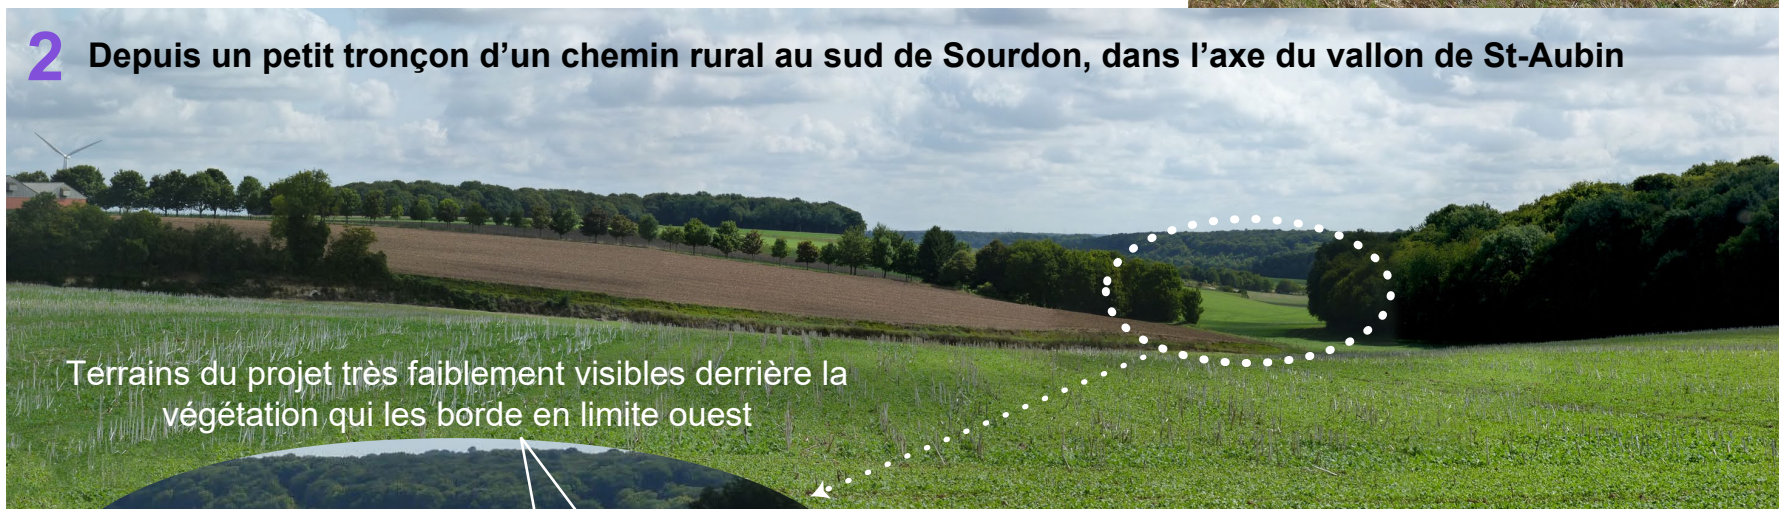 2 Depuis un petit tronçon d’un chemin rural au sud de Sourdon, dans l’axe du vallon de St-Aubin
Terrains du projet très faiblement visibles derrière la
végétation qui les borde en limite ouest